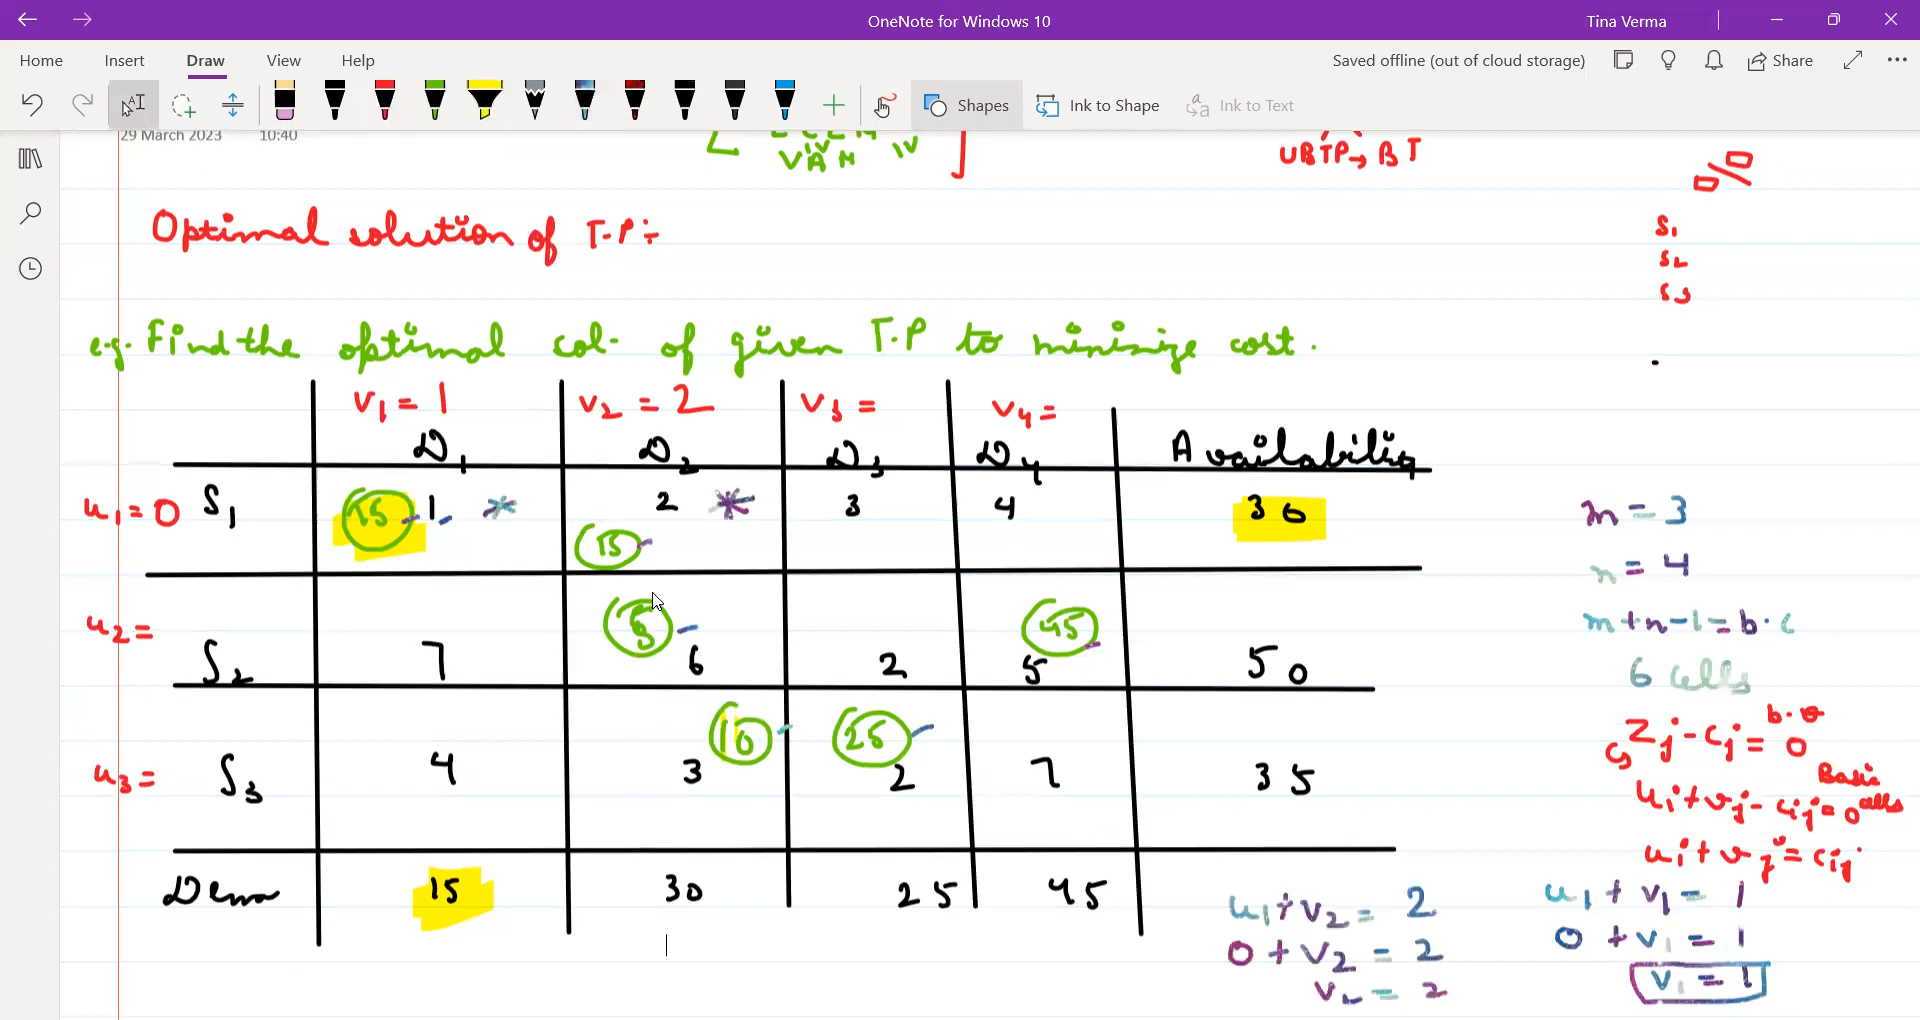 OneNote for Windows 10
Tina Verma
Home Insert Draw View Help
Saved offline (out of cloud storage) Share
Shapes Ink to Shape Ink to Text
29 March 2023 10:40
VAM IV
UBTP→ BT
S1
S2
S3
Optimal solution of T.P:-
e.g. Find the optimal sol. of given T.P to minimize cost.
v1 = 1 v2 = 2 v3 = v4 =
D1 D2 D3 D4 Availability
u1 = 0 S1 15 1 * 2 * 3 4 30
15
u2 = 5 45
S2 7 6 2 5 50
10 25
u3 = S3 4 3 2 7 35
Dema 15 30 25 45
m = 3
n = 4
m+n-1 = b.c
6 cells
Zj - cj = 0
Basic cells
ui + vj - cij = 0
ui + vj = cij
u1 + v2 = 2
0 + v2 = 2
v2 = 2
u1 + v1 = 1
0 + v1 = 1
v1 = 1